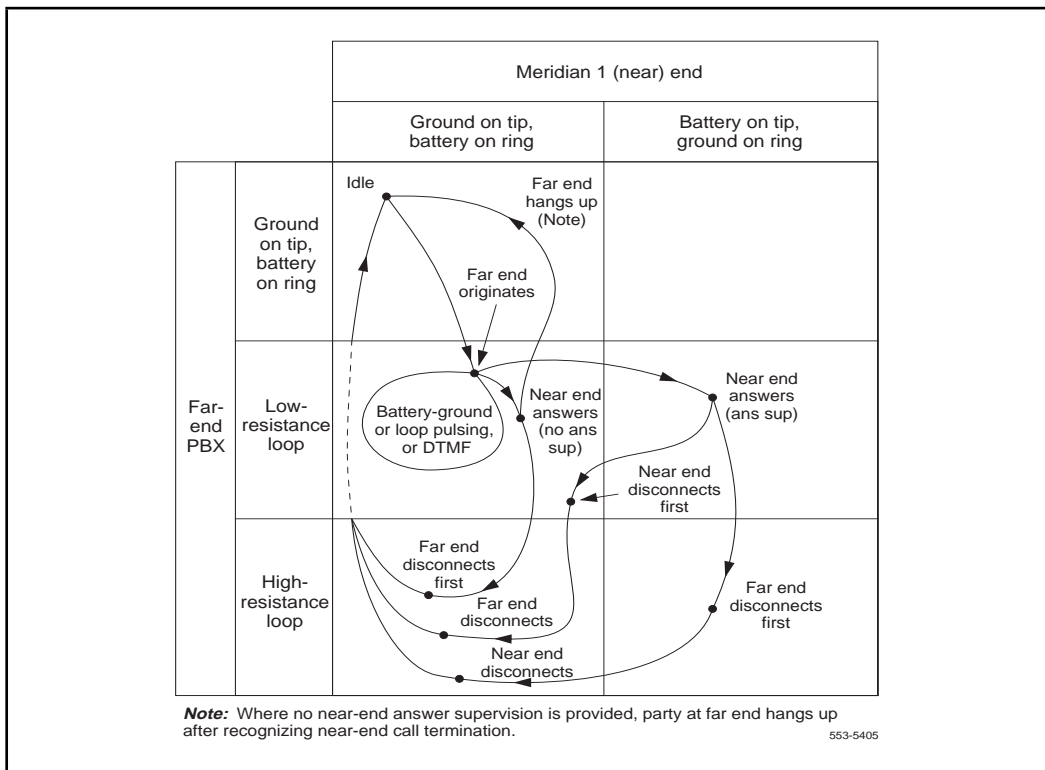 Meridian 1 (near) end
Ground on tip,
battery on ring
Battery on tip,
ground on ring
Far-
end
PBX
Ground
on tip,
battery
on ring
Idle
Far end
hangs up
(Note)
Far end
originates
Low-
resistance
loop
Battery-ground
or loop pulsing,
or DTMF
Near end
answers
(no ans
sup)
Near end
answers
(ans sup)
Near end
disconnects
first
High-
resistance
loop
Far end
disconnects
first
Far end
disconnects
Near end
disconnects
Far end
disconnects
first
Note: Where no near-end answer supervision is provided, party at far end hangs up
after recognizing near-end call termination.
553-5405